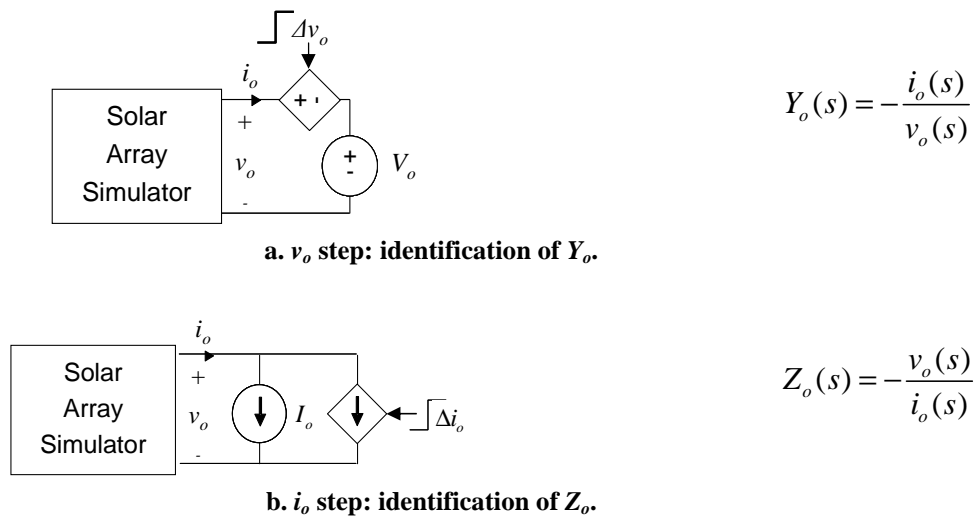 Δv_o
i_o
Solar
Array
Simulator
+
v_o
-
+ -
+
-
V_o
Y_o(s) = - i_o(s) / v_o(s)
a. v_o step: identification of Y_o.
i_o
Solar
Array
Simulator
+
v_o
-
I_o
Δi_o
Z_o(s) = - v_o(s) / i_o(s)
b. i_o step: identification of Z_o.